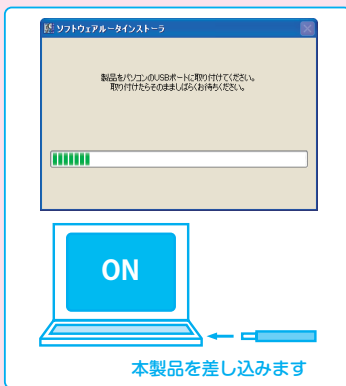 ソフトウェアルータインストーラ
製品をパソコンのUSBポートに取り付けてください。
取り付けたらそのまましばらくお待ちください。
ON
本製品を差し込みます